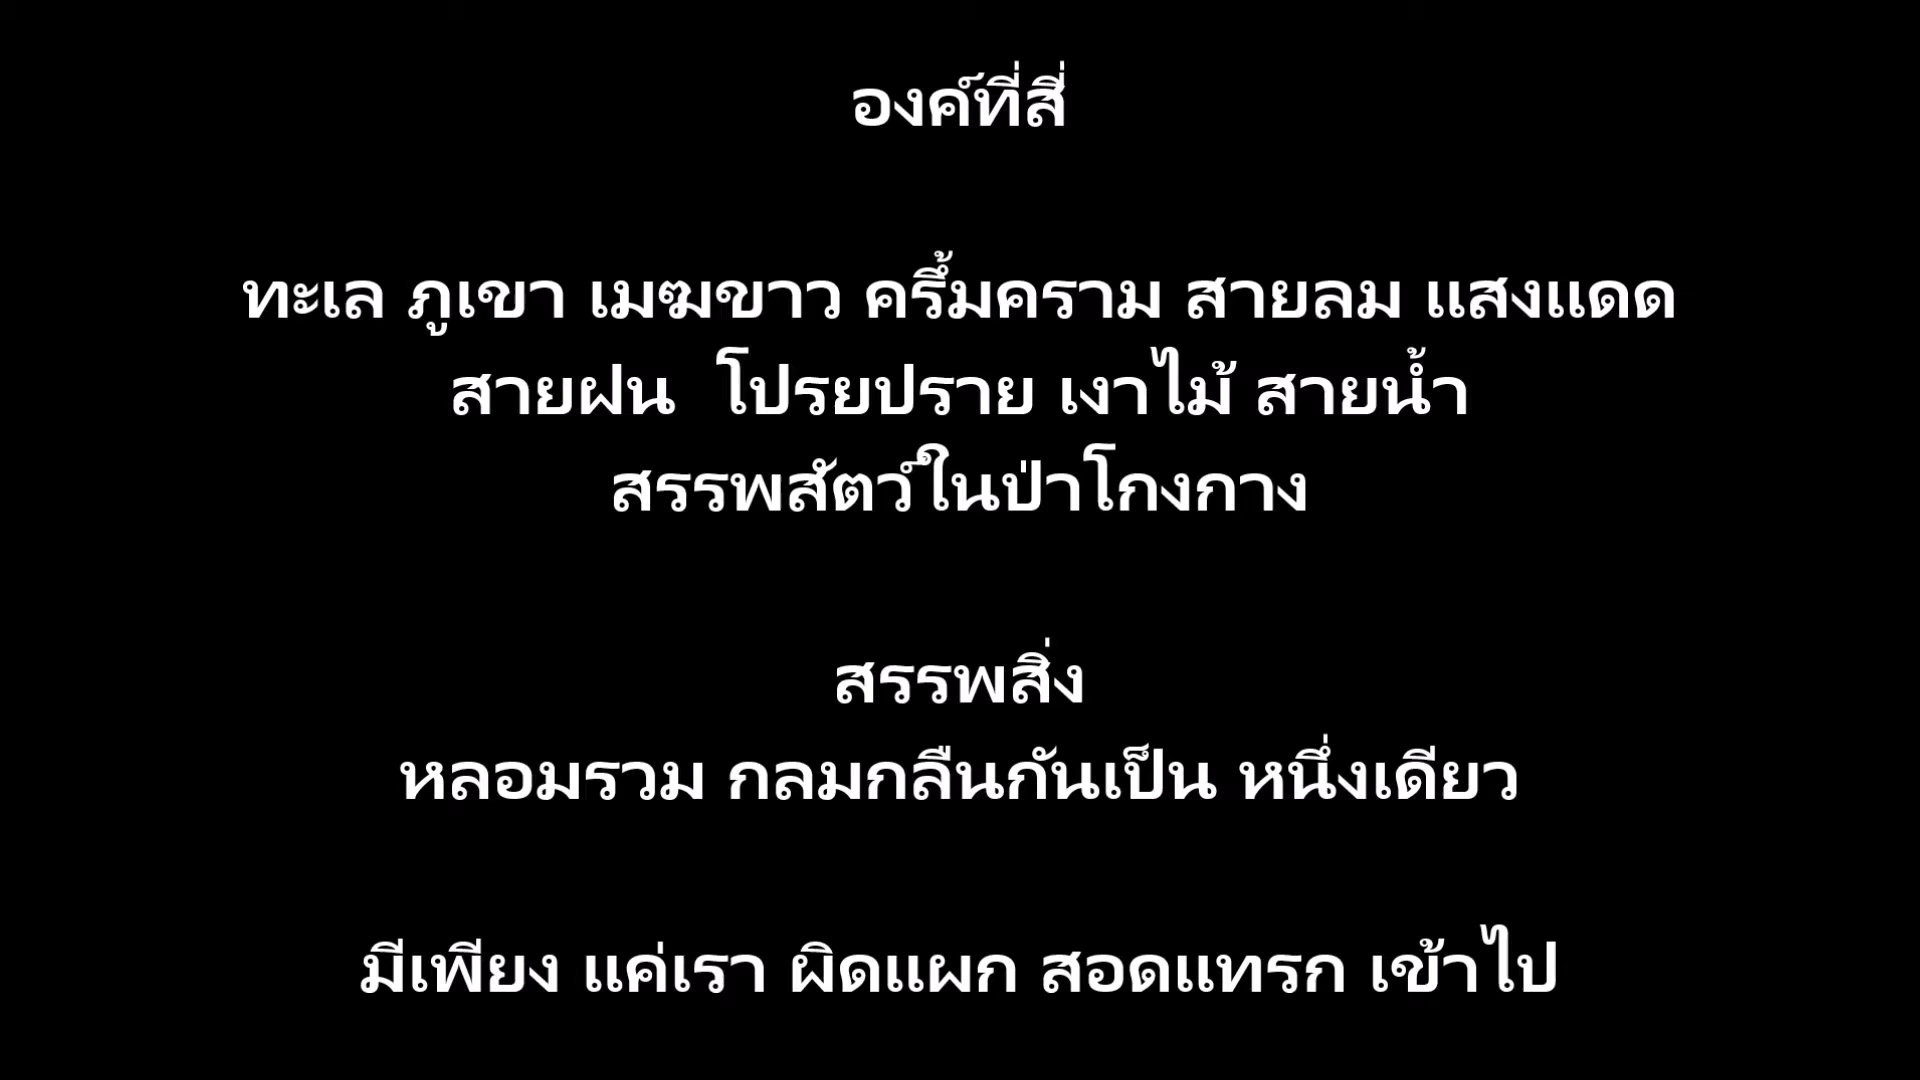 องค์ที่สี่
ทะเล ภูเขา เมฆขาว ครึ้มคราม สายลม แสงแดด
สายฝน  โปรยปราย เงาไม้ สายน้ำ
สรรพสัตว์ในป่าโกงกาง
สรรพสิ่ง
หลอมรวม กลมกลืนกันเป็น หนึ่งเดียว
มีเพียง แค่เรา ผิดแผก สอดแทรก เข้าไป